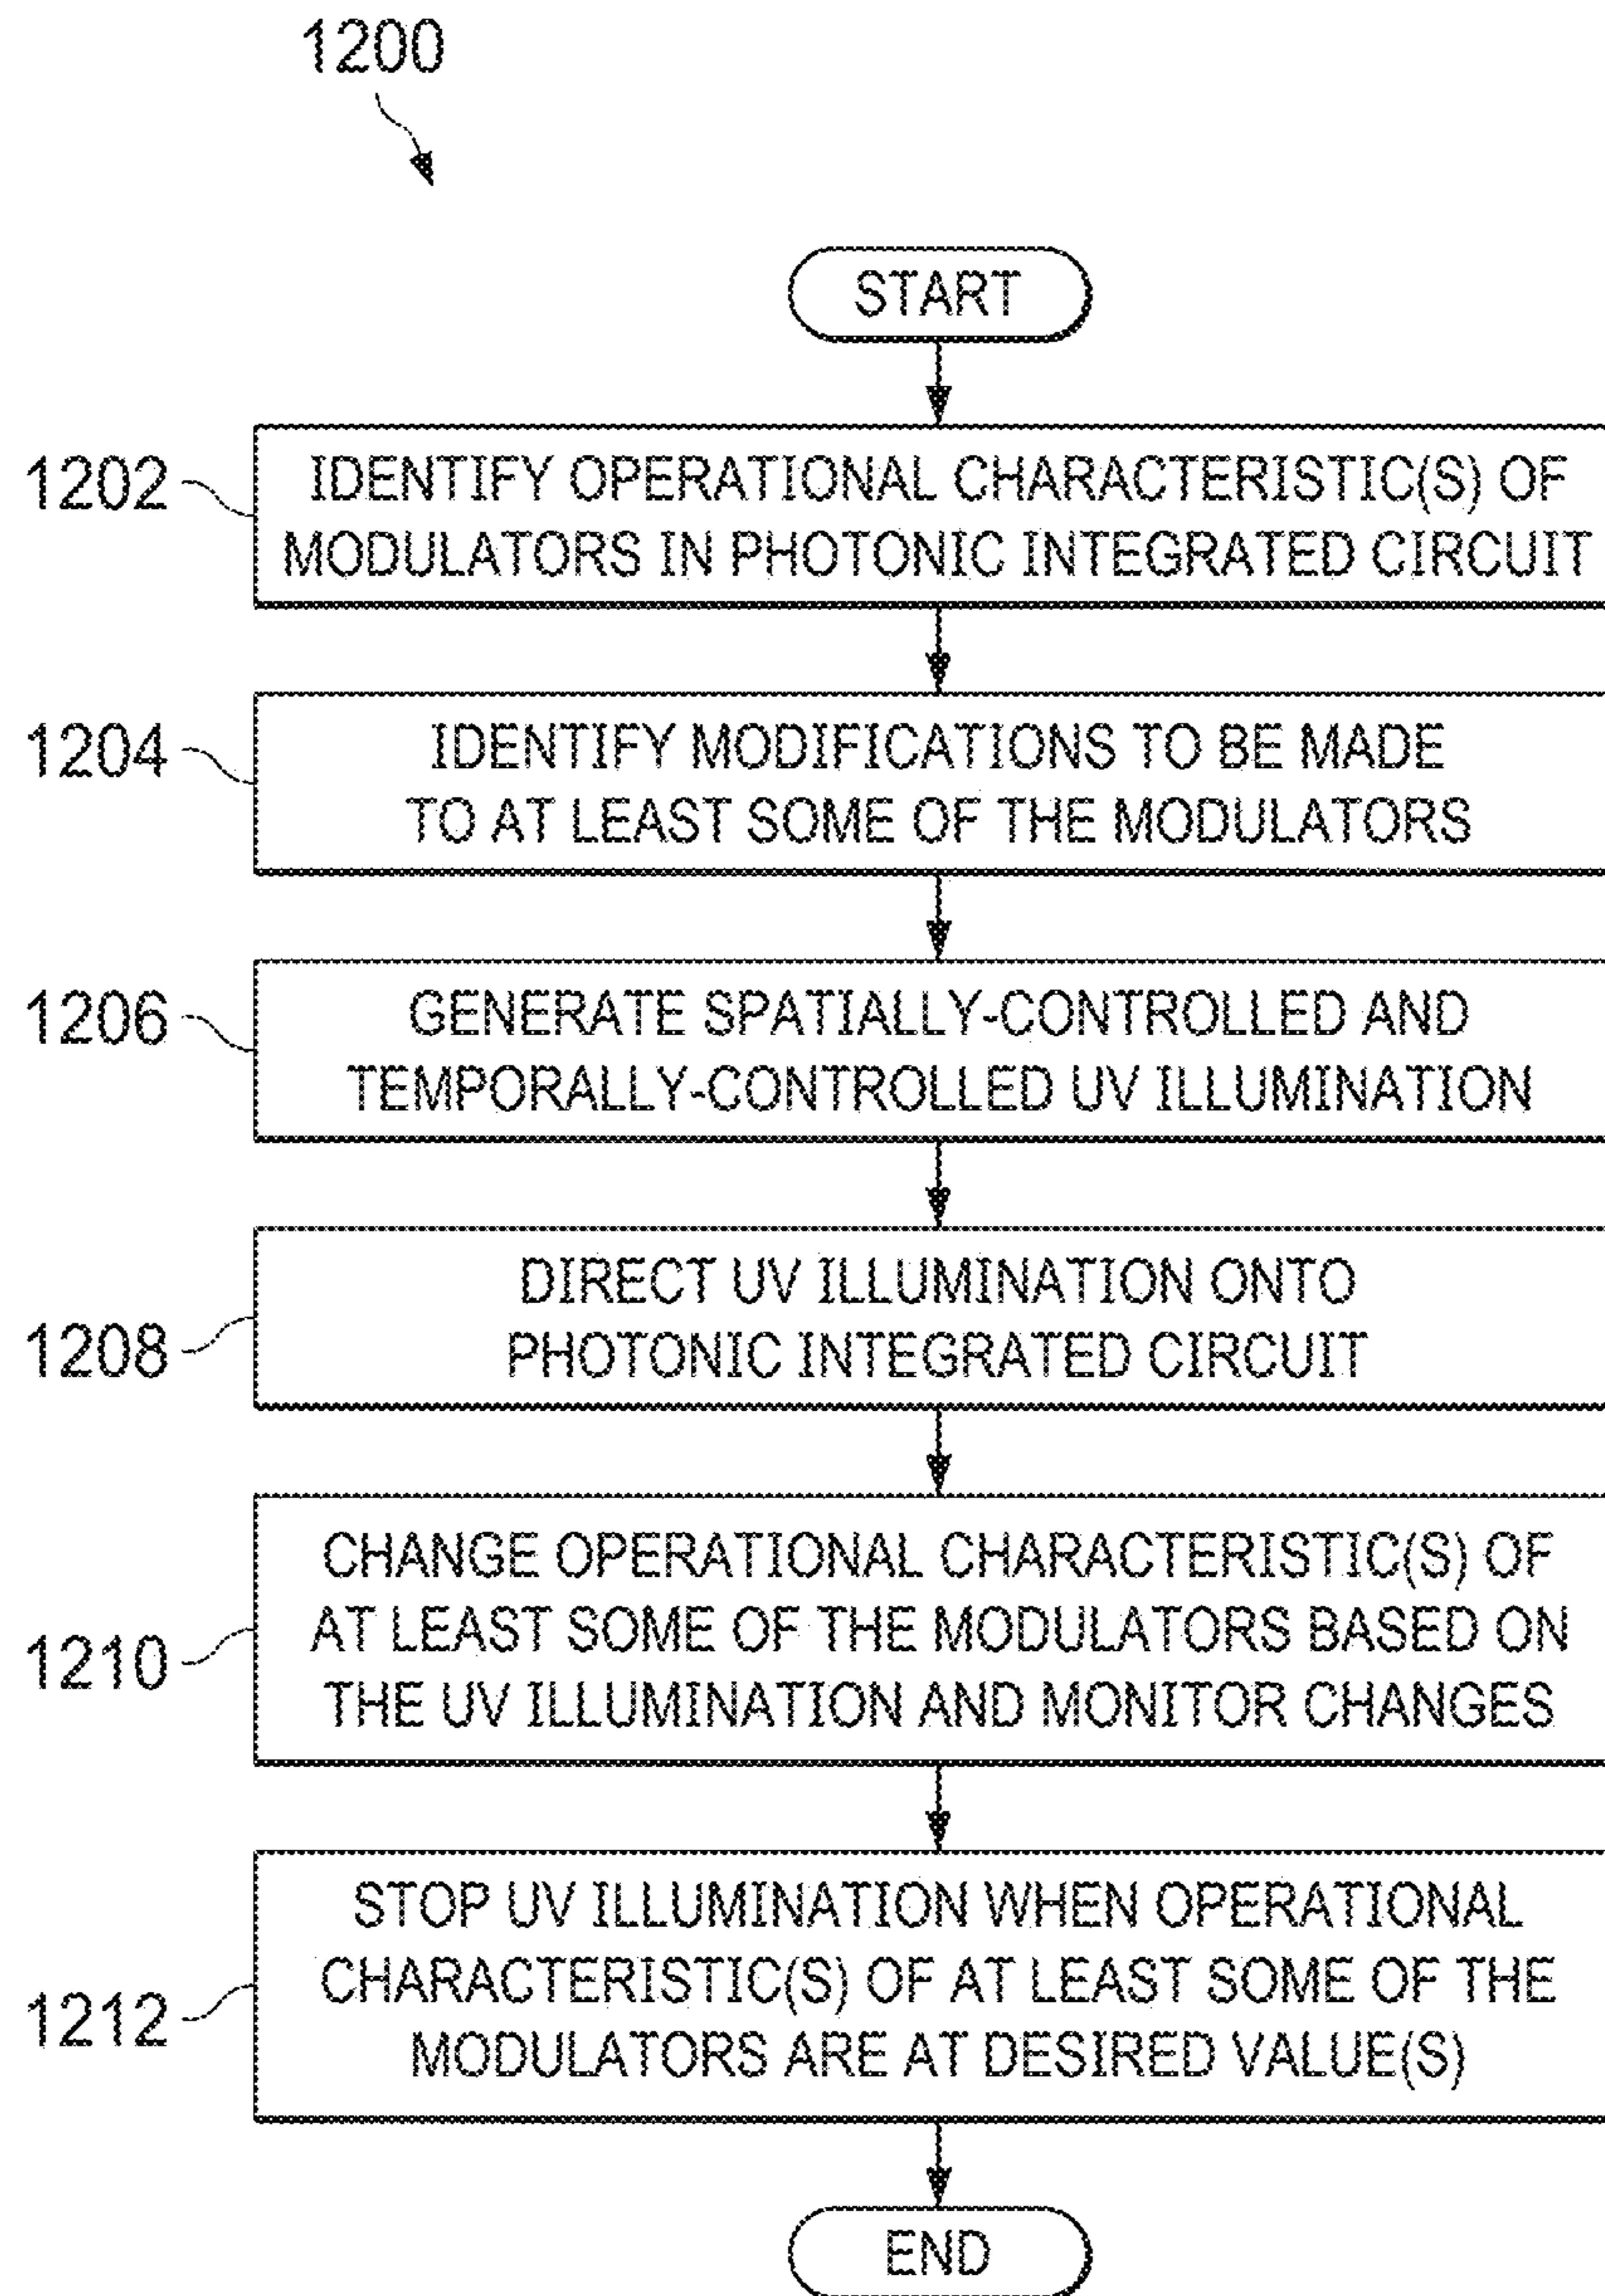 1200
START
1202
IDENTIFY OPERATIONAL CHARACTERISTIC(S) OF
MODULATORS IN PHOTONIC INTEGRATED CIRCUIT
1204
IDENTIFY MODIFICATIONS TO BE MADE
TO AT LEAST SOME OF THE MODULATORS
1206
GENERATE SPATIALLY-CONTROLLED AND
TEMPORALLY-CONTROLLED UV ILLUMINATION
1208
DIRECT UV ILLUMINATION ONTO
PHOTONIC INTEGRATED CIRCUIT
1210
CHANGE OPERATIONAL CHARACTERISTIC(S) OF
AT LEAST SOME OF THE MODULATORS BASED ON
THE UV ILLUMINATION AND MONITOR CHANGES
1212
STOP UV ILLUMINATION WHEN OPERATIONAL
CHARACTERISTIC(S) OF AT LEAST SOME OF THE
MODULATORS ARE AT DESIRED VALUE(S)
END